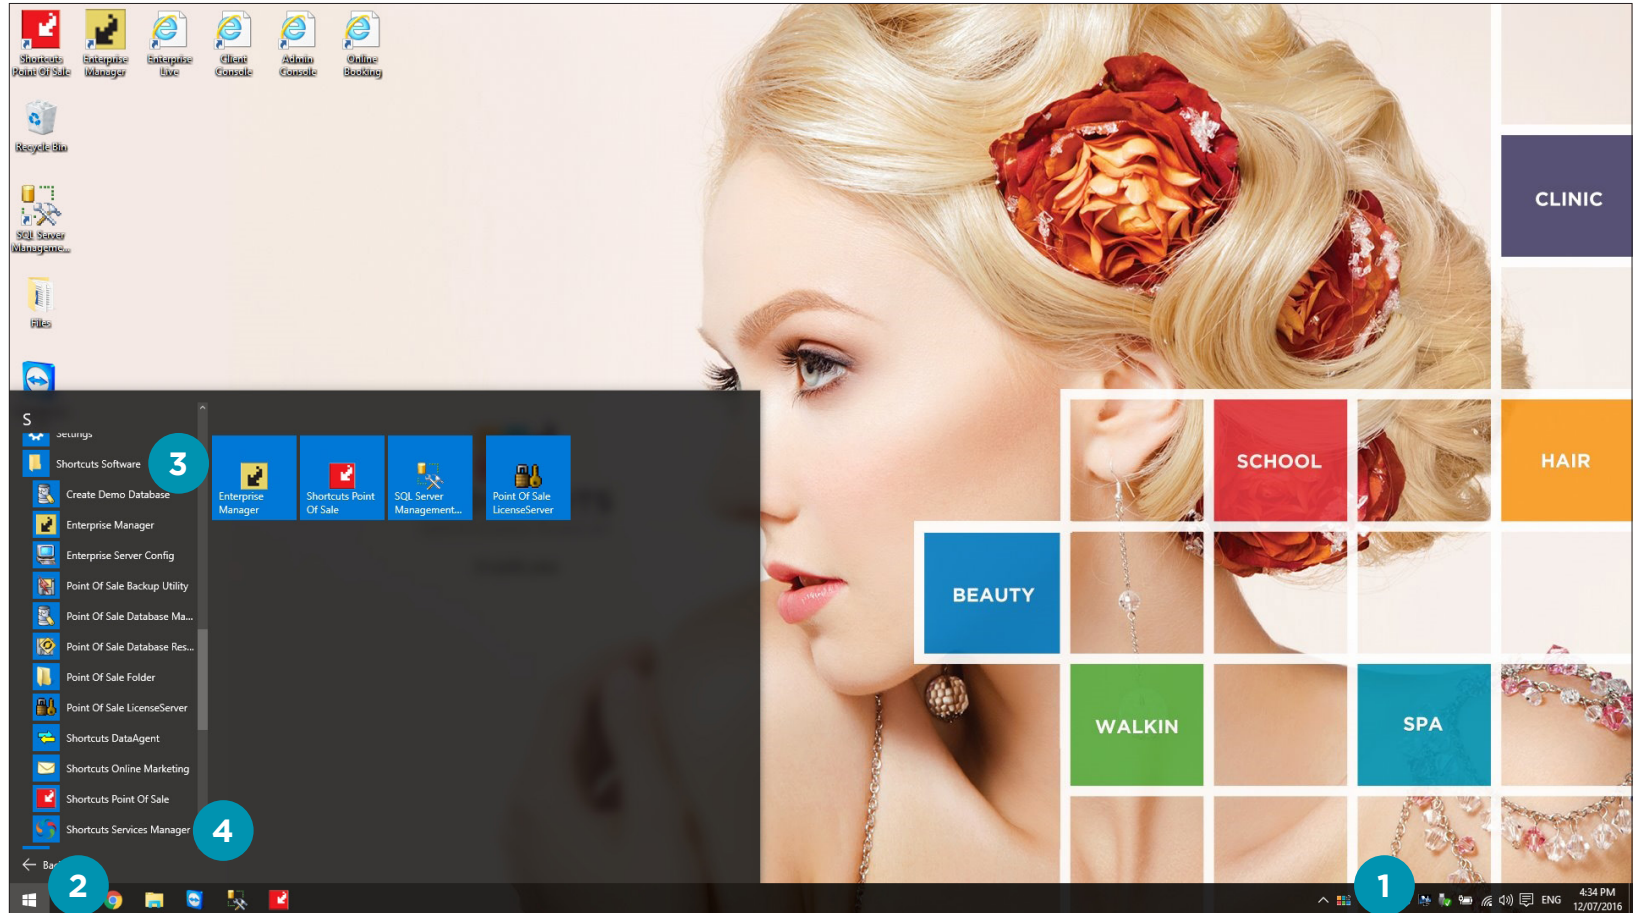 Shortcuts
Point Of Sale
Enterprise
Manager
Enterprise
Live
Client
Console
Admin
Console
Online
Booking
Recycle Bin
SQL Server
Manageme...
Files
CLINIC
SCHOOL
HAIR
BEAUTY
WALKIN
SPA
S
Settings
Shortcuts Software
3
Create Demo Database
Enterprise Manager
Enterprise Server Config
Point Of Sale Backup Utility
Point Of Sale Database Ma...
Point Of Sale Database Res...
Point Of Sale Folder
Point Of Sale LicenseServer
Shortcuts DataAgent
Shortcuts Online Marketing
Shortcuts Point Of Sale
Shortcuts Services Manager
4
Enterprise
Manager
Shortcuts Point
Of Sale
SQL Server
Management...
Point Of Sale
LicenseServer
2
1
ENG
4:34 PM
12/07/2016